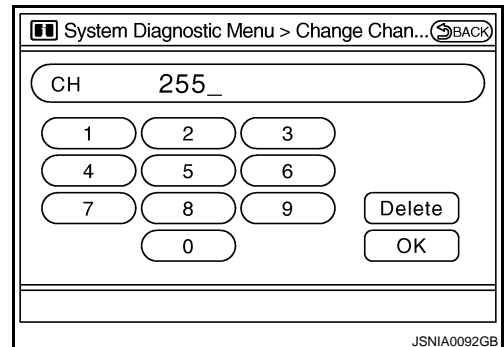 System Diagnostic Menu > Change Chan... BACK
CH 255_
1 2 3
4 5 6
7 8 9 Delete
0 OK
JSNIA0092GB